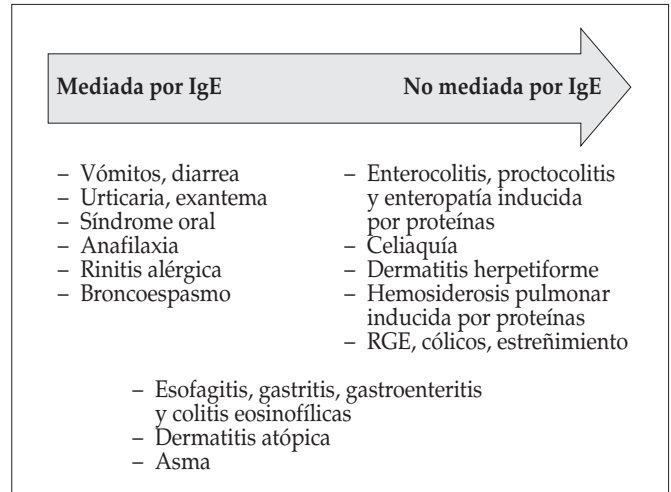 Mediada por IgE
No mediada por IgE
– Vómitos, diarrea
– Urticaria, exantema
– Síndrome oral
– Anafilaxia
– Rinitis alérgica
– Broncoespasmo
– Enterocolitis, proctocolitis
y enteropatía inducida
por proteínas
– Celiaquía
– Dermatitis herpetiforme
– Hemosiderosis pulmonar
inducida por proteínas
– RGE, cólicos, estreñimiento
– Esofagitis, gastritis, gastroenteritis
y colitis eosinofílicas
– Dermatitis atópica
– Asma